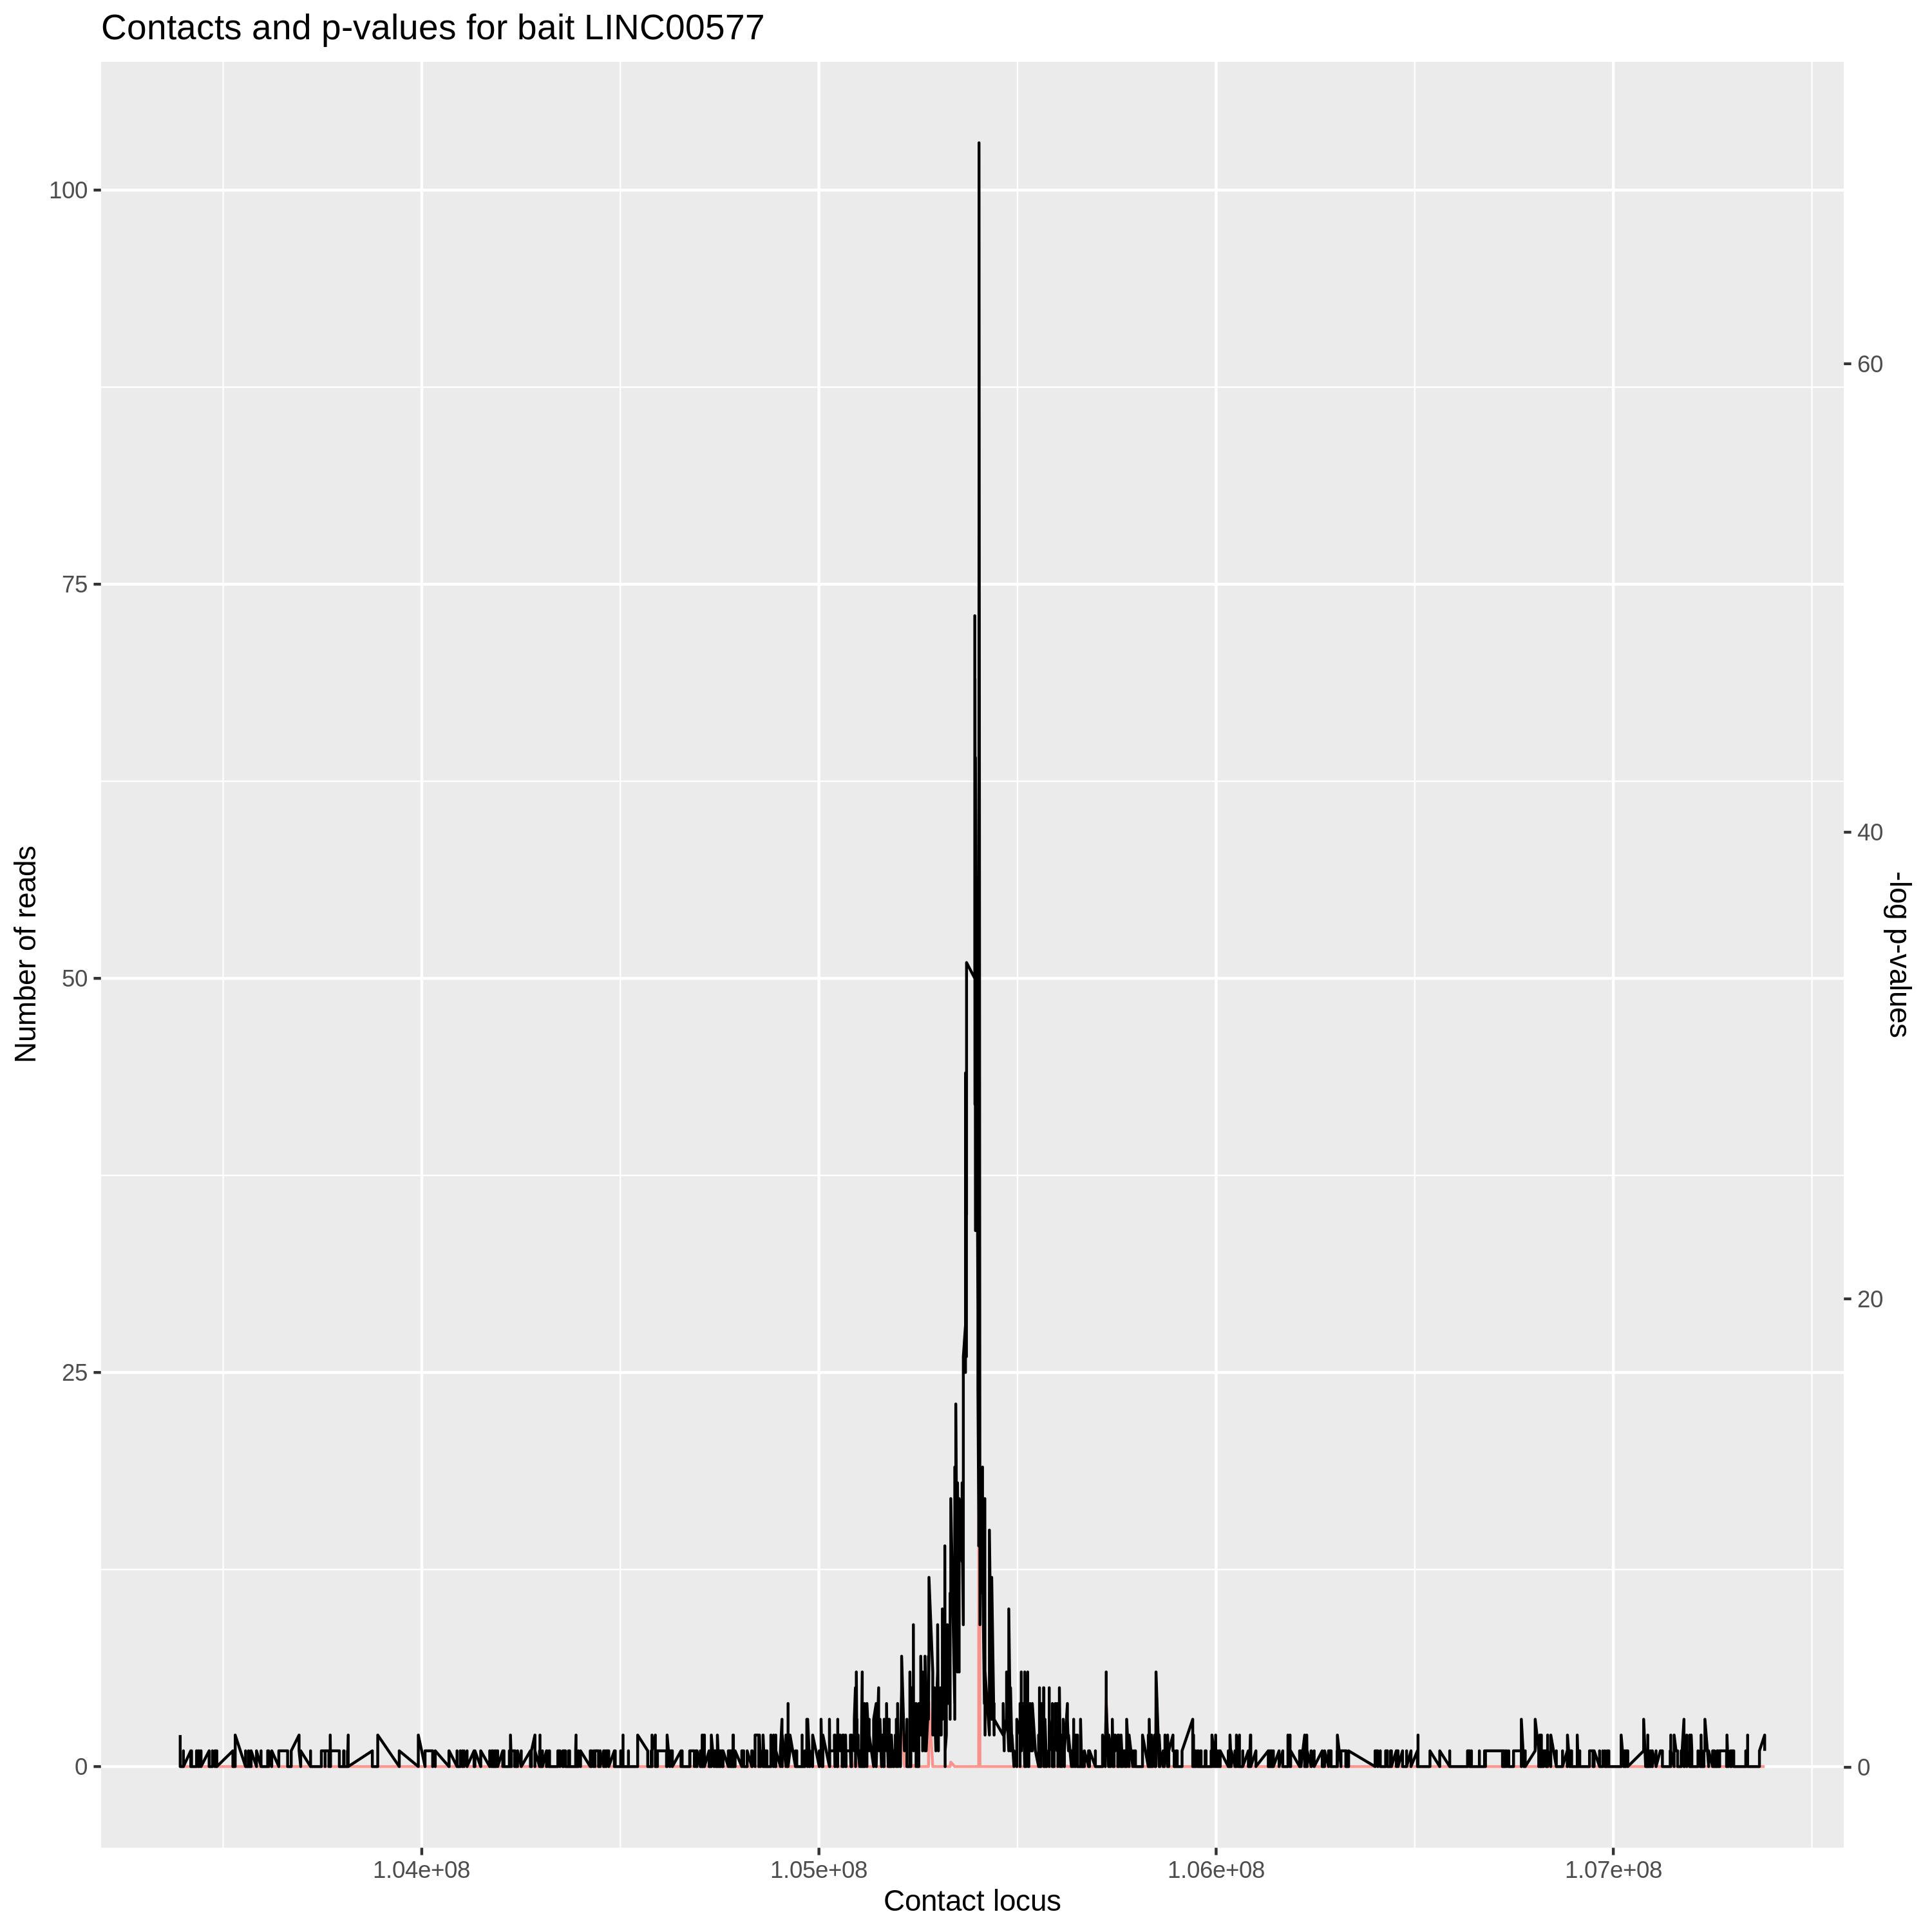 Contacts and p-values for bait LINC00577
100
75
50
25
0
Number of reads
60
40
20
0
-log p-values
1.04e+08
1.05e+08
1.06e+08
1.07e+08
Contact locus